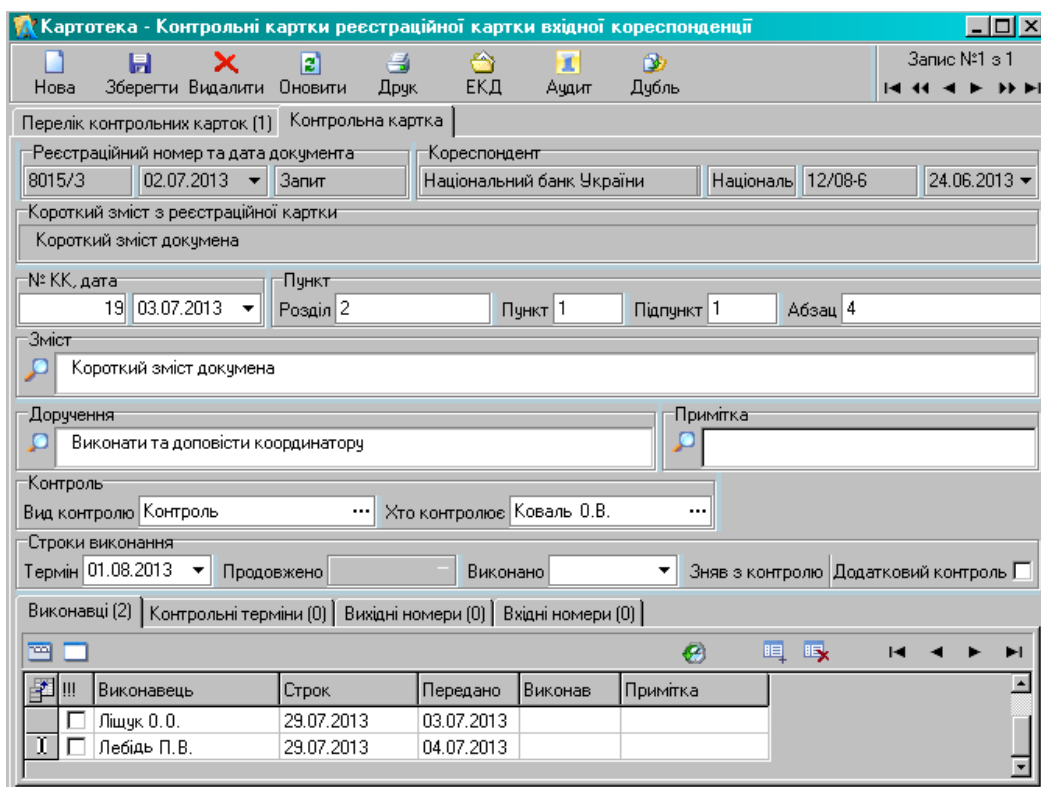 Картотека - Контрольні картки реєстраційної картки вхідної кореспонденції
Нова Зберегти Видалити Оновити Друк ЕКД Аудит Дубль Запис №1 з 1
Перелік контрольних карток (1) Контрольна картка
Реєстраційний номер та дата документа Кореспондент
8015/3 02.07.2013 Запит Національний банк України Національ 12/08-6 24.06.2013
Короткий зміст з реєстраційної картки
Короткий зміст докумена
№ КК, дата Пункт
19 03.07.2013 Розділ 2 Пункт 1 Підпункт 1 Абзац 4
Зміст
Короткий зміст докумена
Доручення Примітка
Виконати та доповісти координатору
Контроль
Вид контролю Контроль ... Хто контролює Коваль О.В. ...
Строки виконання
Термін 01.08.2013 Продовжено Виконано Зняв з контролю Додатковий контроль
Виконавці (2) Контрольні терміни (0) Вихідні номери (0) Вхідні номери (0)
!!! Виконавець Строк Передано Виконав Примітка
Ліщук О.О. 29.07.2013 03.07.2013
Лебідь П.В. 29.07.2013 04.07.2013